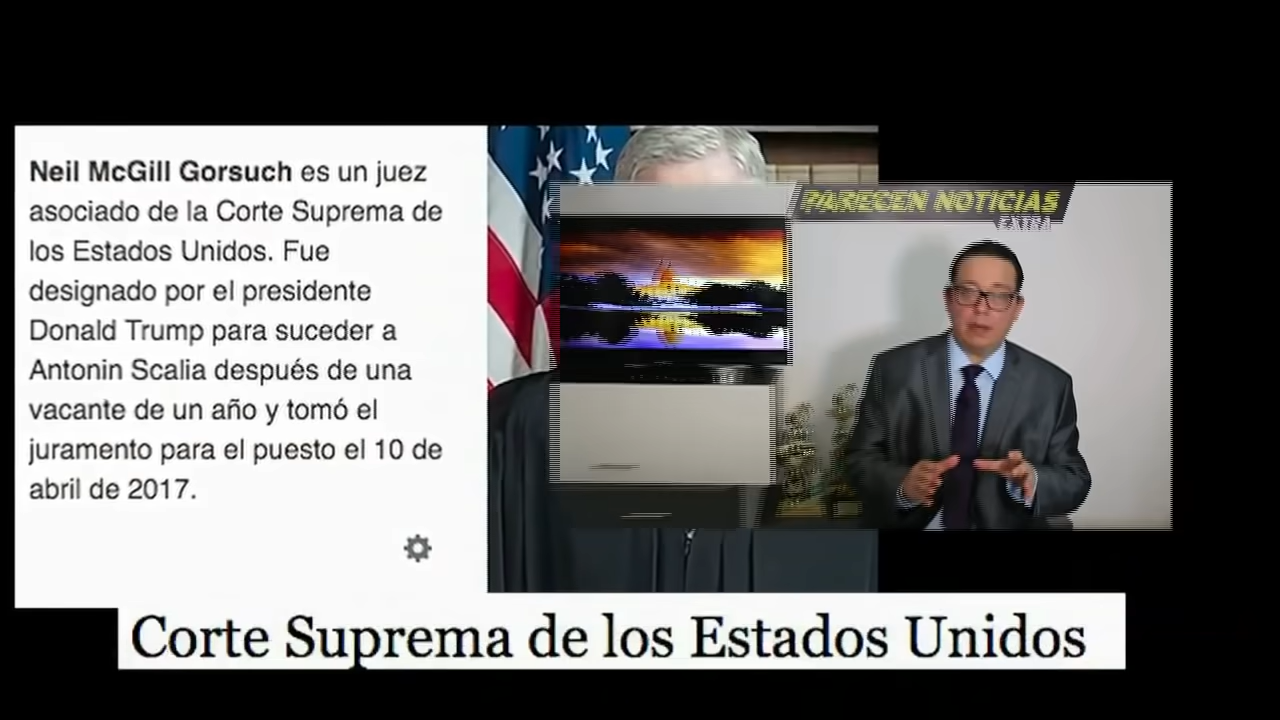 Neil McGill Gorsuch es un juez
asociado de la Corte Suprema de
los Estados Unidos. Fue
designado por el presidente
Donald Trump para suceder a
Antonin Scalia después de una
vacante de un año y tomó el
juramento para el puesto el 10 de
abril de 2017.
PARECEN NOTICIAS
EXTRA
Corte Suprema de los Estados Unidos